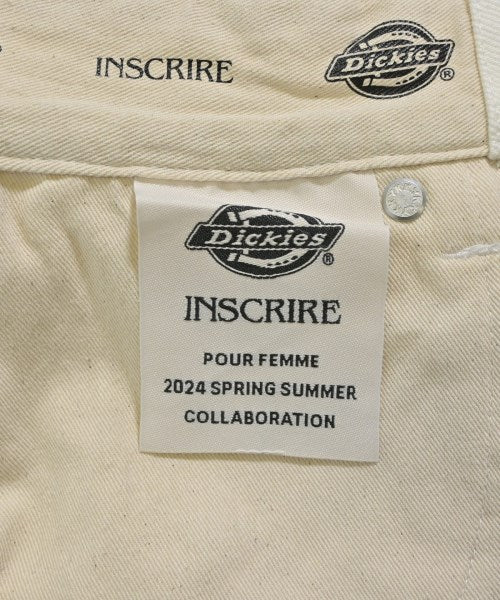 INSCRIRE Dickies®
Dickies®
INSCRIRE
POUR FEMME
2024 SPRING SUMMER
COLLABORATION